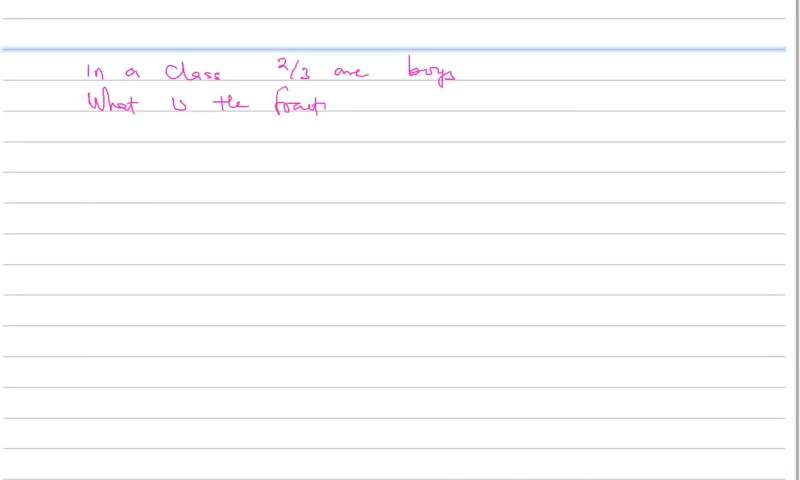 In a class 2/3 are boys
What is the fracti